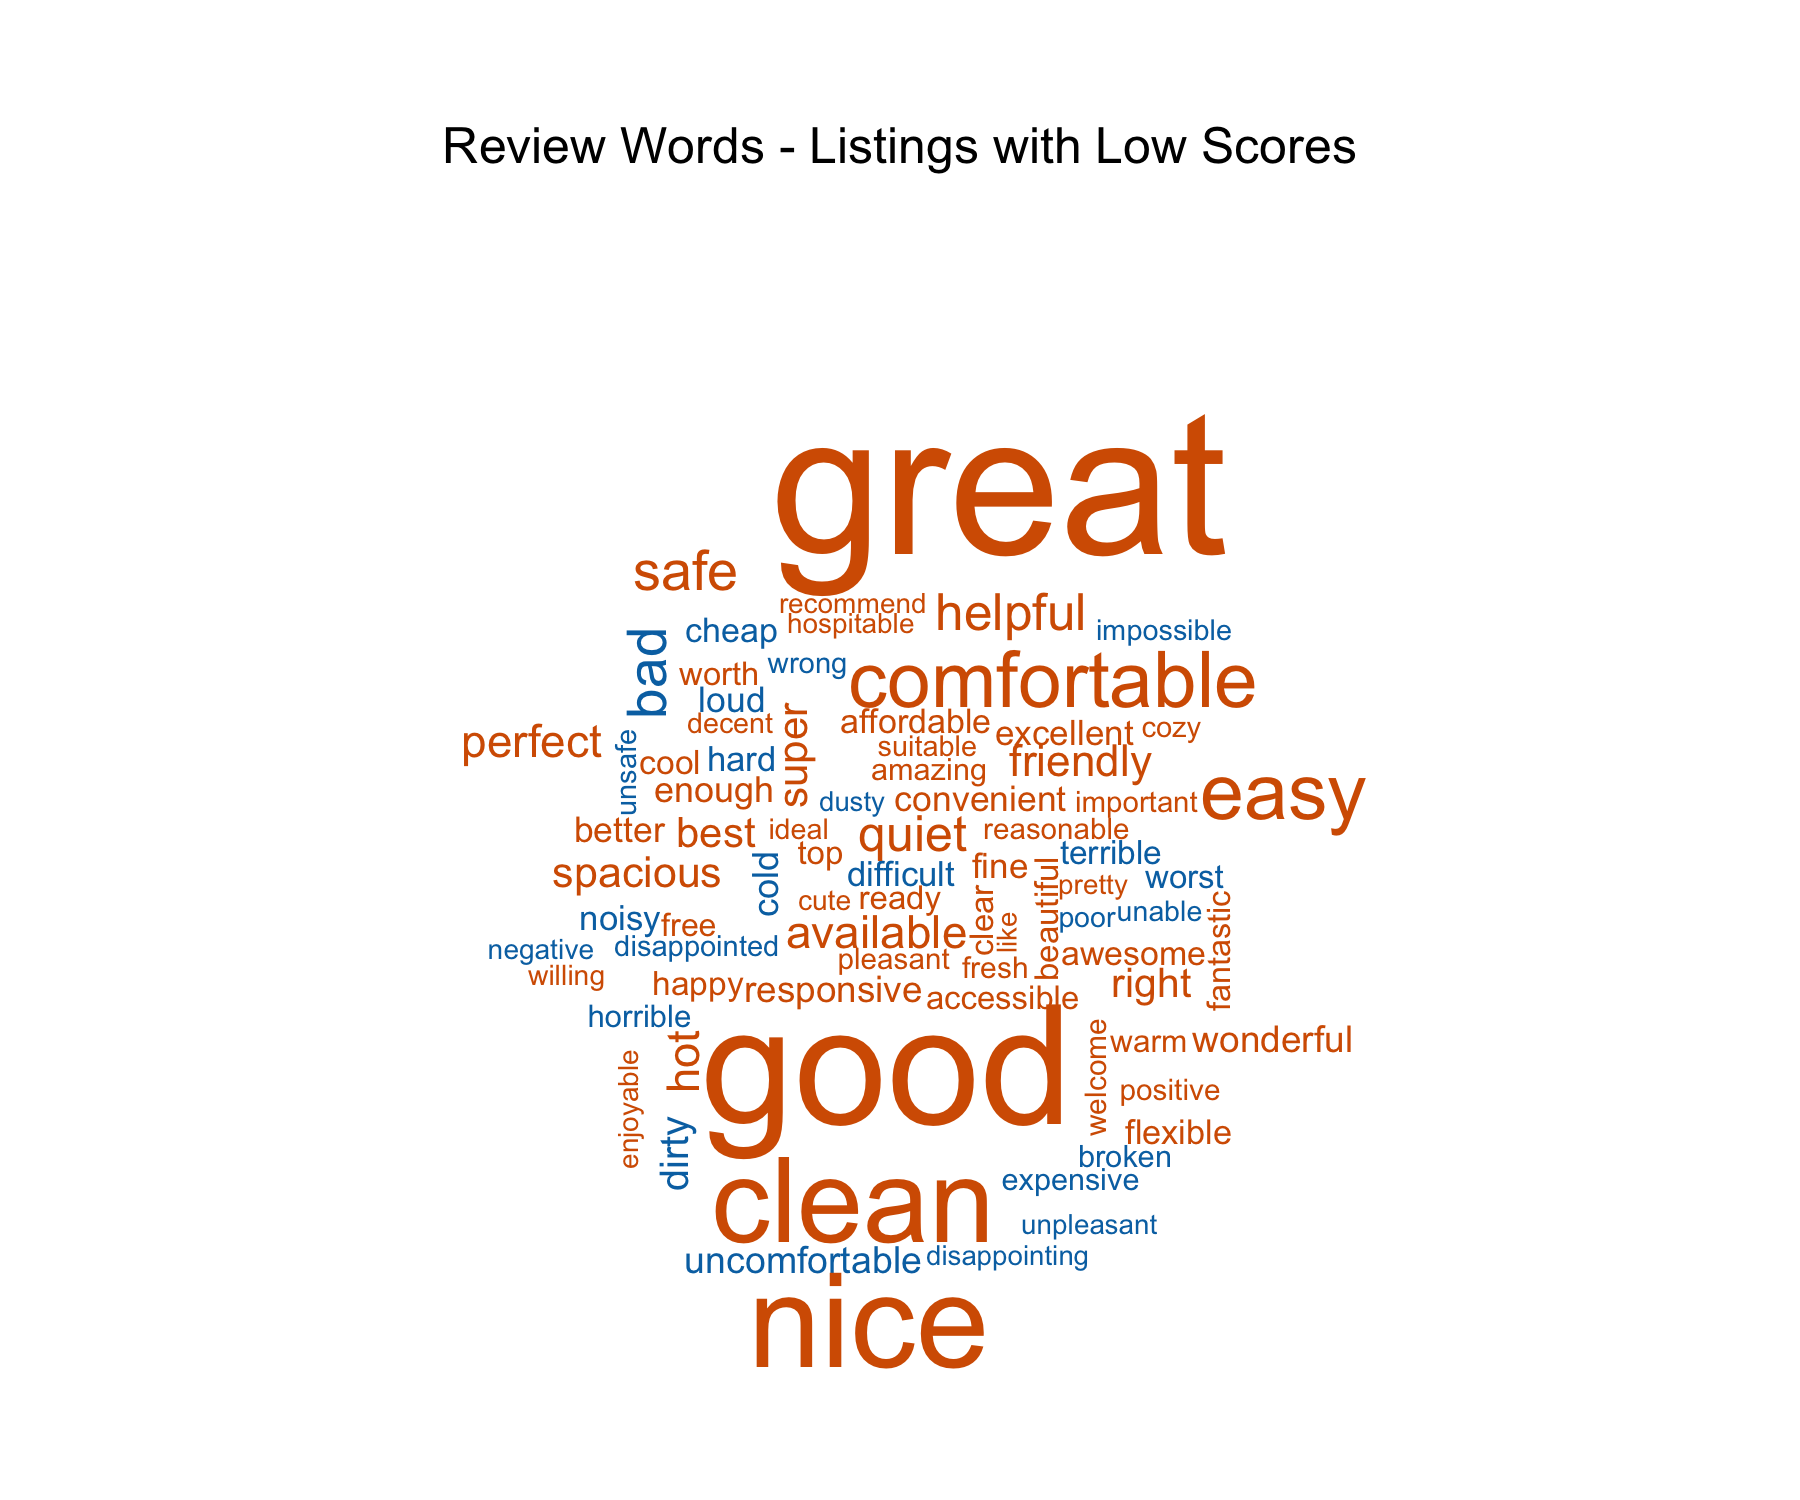 Review Words - Listings with Low Scores
great
safe
recommend
helpful
hospitable
cheap
impossible
bad
wrong
worth
comfortable
loud
decent
super
affordable
excellent
cozy
perfect
suitable
unsafe
cool
hard
amazing
friendly
enough
dusty
convenient
important
easy
better
best
ideal
quiet
reasonable
top
terrible
spacious
cold
difficult
fine
beautiful
pretty
worst
cute
ready
clear
like
poor
unable
fantastic
noisy
free
available
negative
disappointed
pleasant
awesome
willing
happy
responsive
fresh
accessible
right
horrible
hot
good
welcome
warm
wonderful
enjoyable
positive
dirty
flexible
broken
clean
expensive
unpleasant
uncomfortable
disappointing
nice